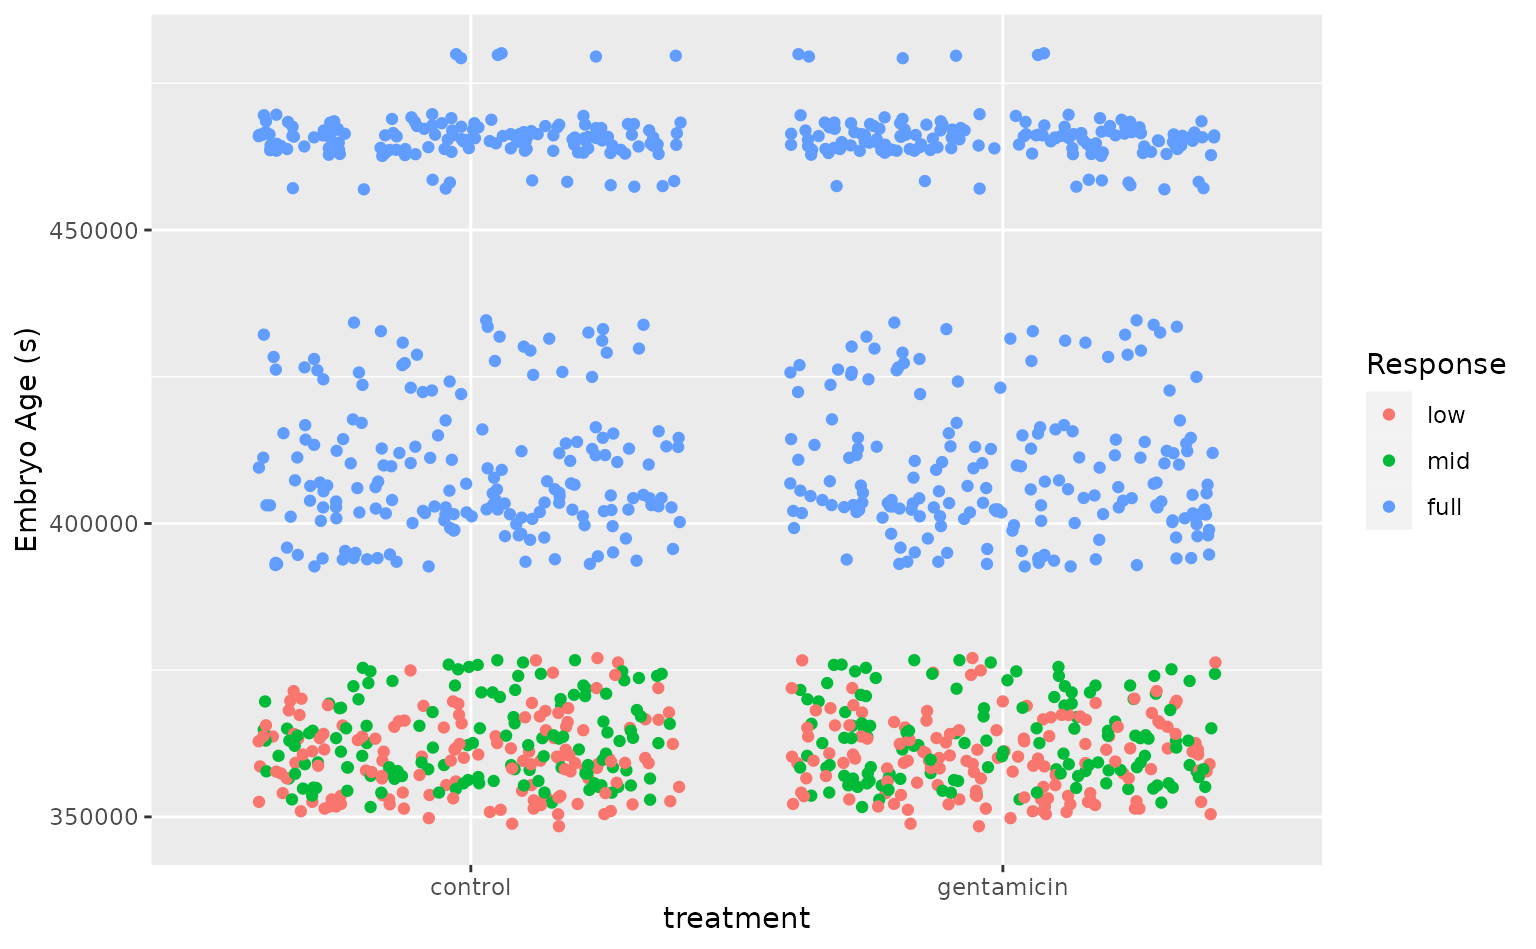 Embryo Age (s)
450000
400000
350000
control
gentamicin
treatment
Response
low
mid
full